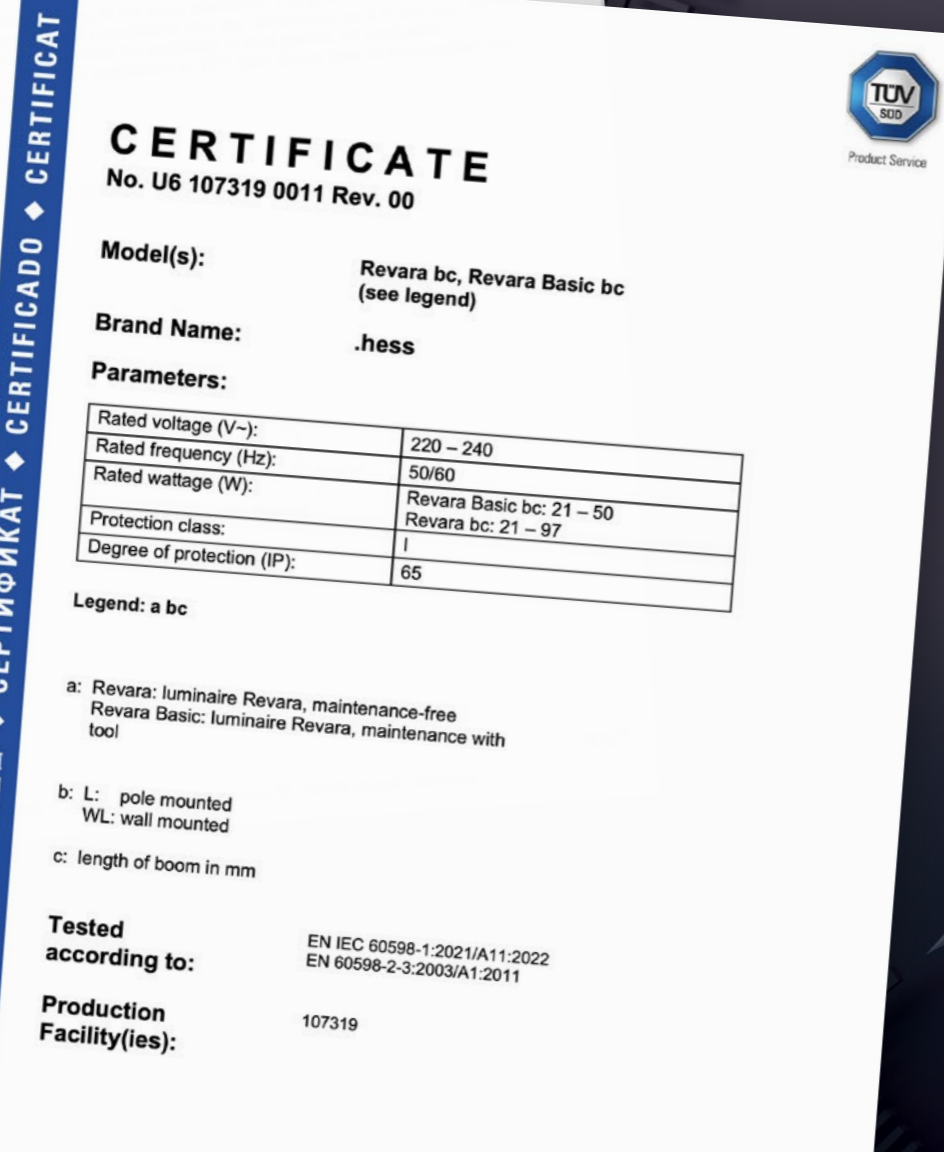 CERTIFICAT
◆ CERTIFICADO
◆ СЕРТИФИКАТ
◆
TÜV
SÜD
Product Service
CERTIFICATE
No. U6 107319 0011 Rev. 00
Model(s): Revara bc, Revara Basic bc
(see legend)
Brand Name: .hess
Parameters:
Rated voltage (V~): 220 – 240
Rated frequency (Hz): 50/60
Rated wattage (W): Revara Basic bc: 21 – 50
Revara bc: 21 – 97
Protection class: I
Degree of protection (IP): 65
Legend: a bc
a: Revara: luminaire Revara, maintenance-free
Revara Basic: luminaire Revara, maintenance with
tool
b: L: pole mounted
WL: wall mounted
c: length of boom in mm
Tested
according to: EN IEC 60598-1:2021/A11:2022
EN 60598-2-3:2003/A1:2011
Production
Facility(ies): 107319